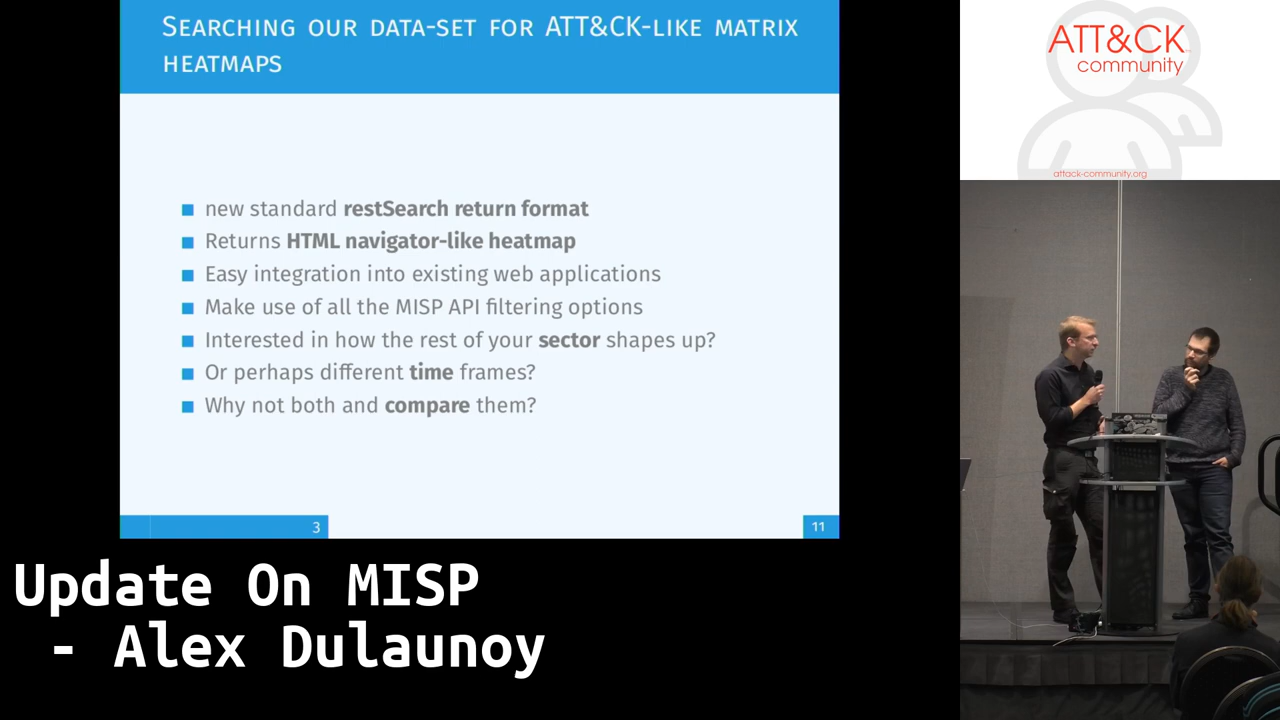 SEARCHING OUR DATA-SET FOR ATT&CK-LIKE MATRIX
HEATMAPS
new standard restSearch return format
Returns HTML navigator-like heatmap
Easy integration into existing web applications
Make use of all the MISP API filtering options
Interested in how the rest of your sector shapes up?
Or perhaps different time frames?
Why not both and compare them?
3
11
Update On MISP
- Alex Dulaunoy
ATT&CK
community
attack-community.org